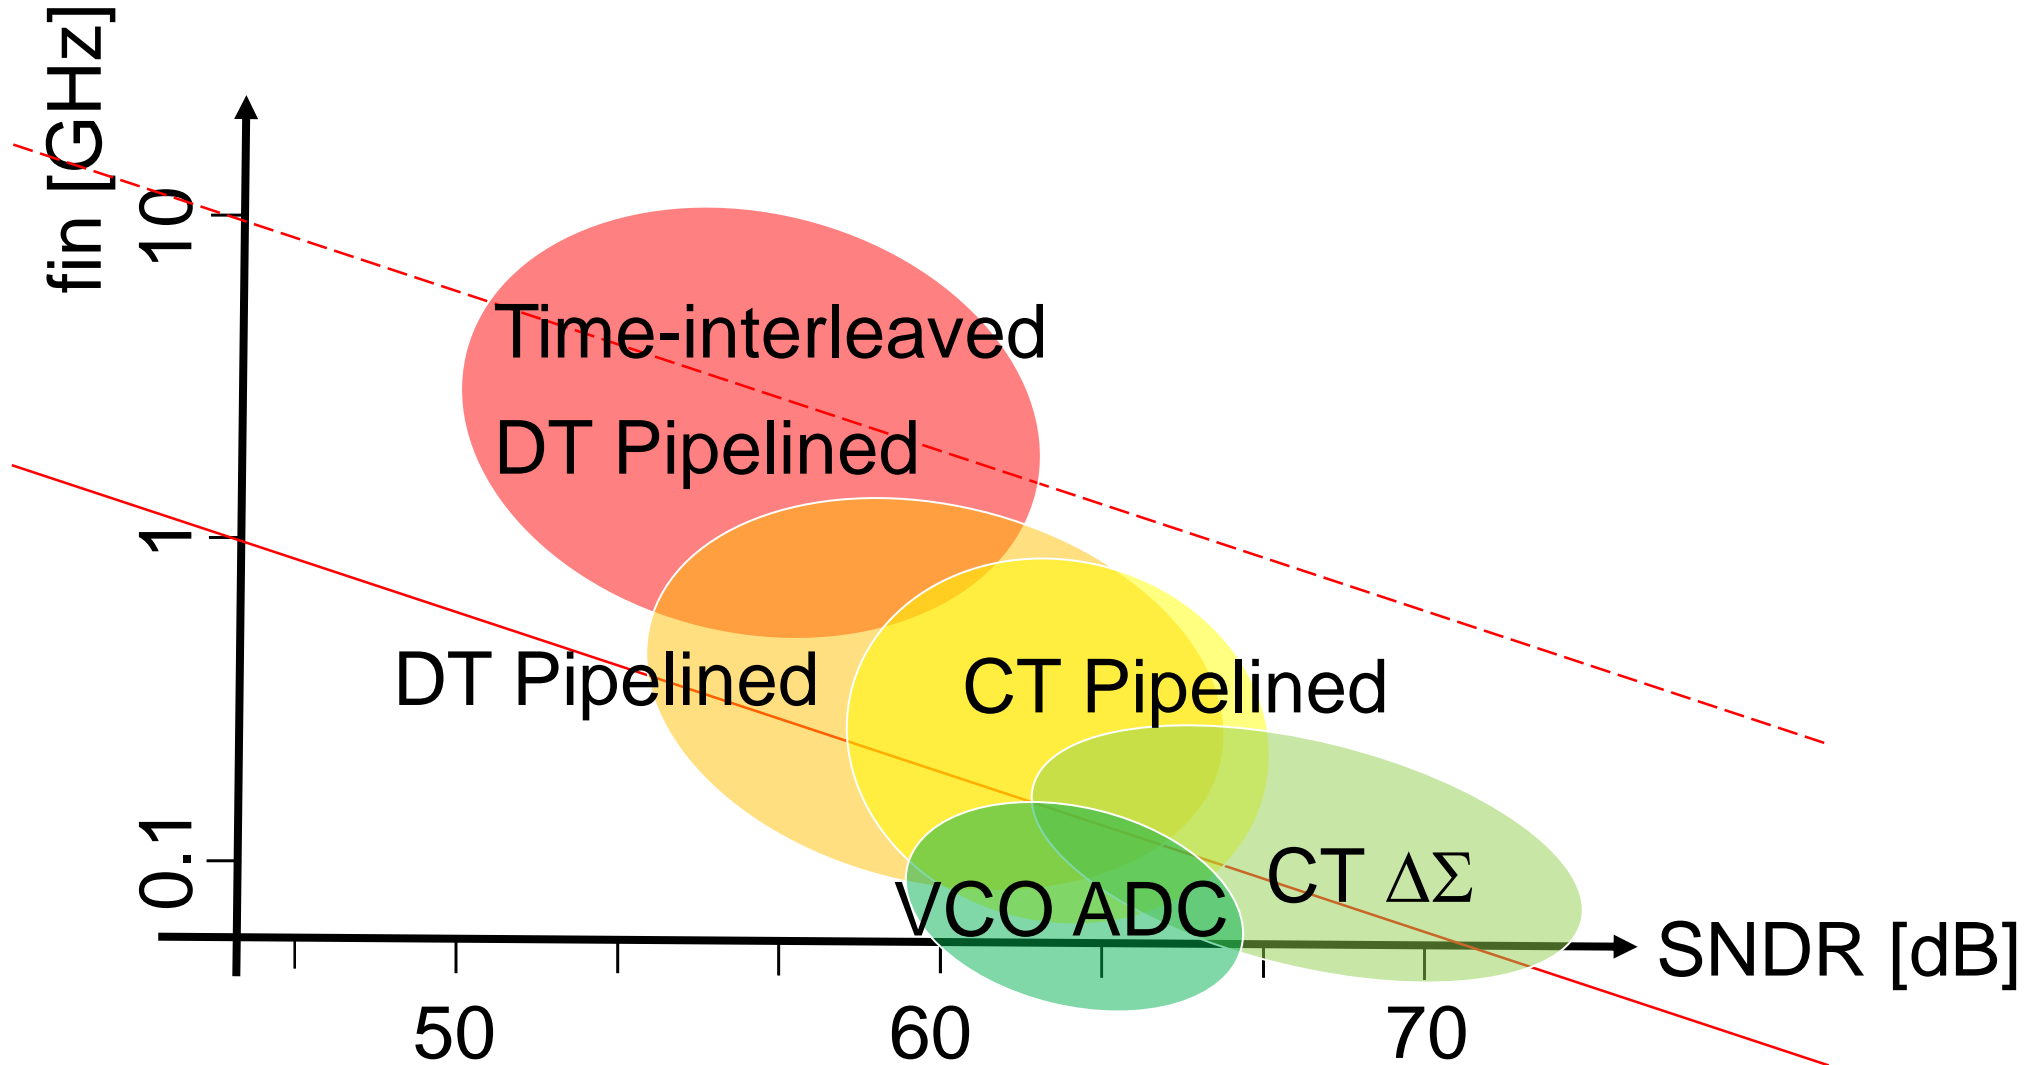 fin [GHz]
10
1
0.1
Time-interleaved
DT Pipelined
DT Pipelined
CT Pipelined
CT ΔΣ
VCO ADC
SNDR [dB]
50
60
70